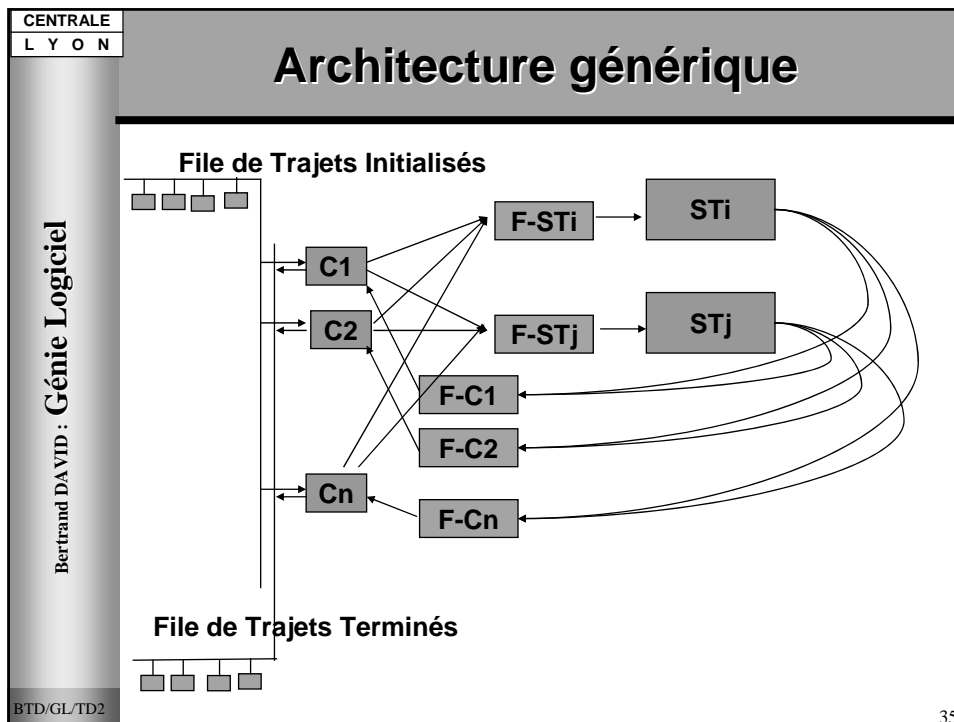 CENTRALE
L Y O N
Architecture générique
Bertrand DAVID : Génie Logiciel
File de Trajets Initialisés
F-STi
STi
C1
C2
F-STj
STj
F-C1
F-C2
Cn
F-Cn
File de Trajets Terminés
BTD/GL/TD2
35